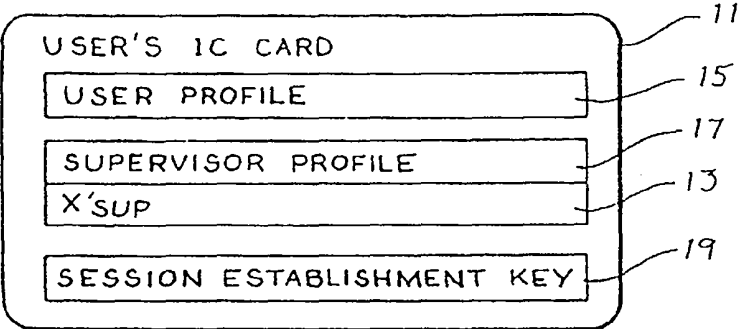 11
USER'S IC CARD
USER PROFILE 15
SUPERVISOR PROFILE 17
X'SUP 13
SESSION ESTABLISHMENT KEY 19